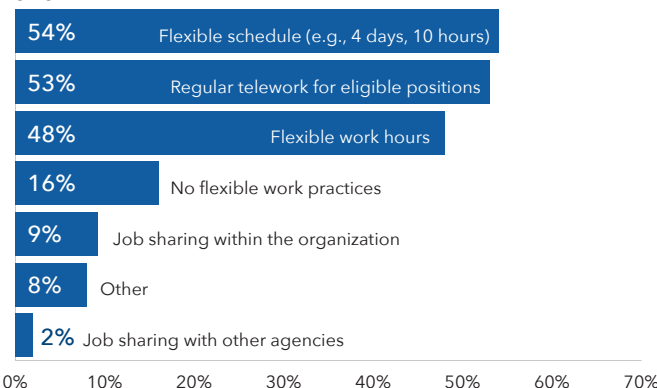 54% Flexible schedule (e.g., 4 days, 10 hours)
53% Regular telework for eligible positions
48% Flexible work hours
16% No flexible work practices
9% Job sharing within the organization
8% Other
2% Job sharing with other agencies
0% 10% 20% 30% 40% 50% 60% 70%